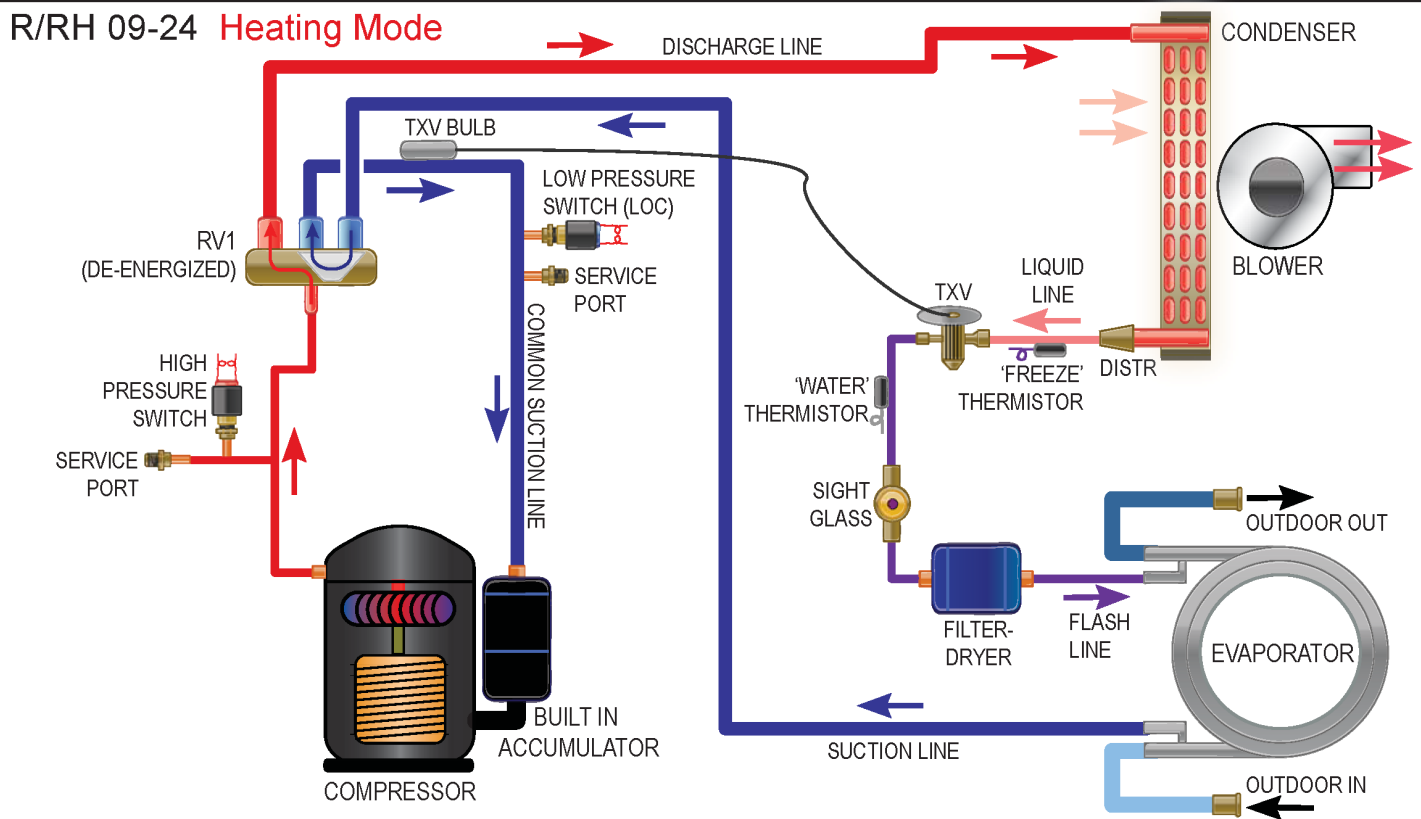 R/RH 09-24 Heating Mode
DISCHARGE LINE
CONDENSER
TXV BULB
LOW PRESSURE
SWITCH (LOC)
RV1
(DE-ENERGIZED)
SERVICE
PORT
BLOWER
LIQUID
LINE
TXV
DISTR
'FREEZE'
THERMISTOR
'WATER'
THERMISTOR
HIGH
PRESSURE
SWITCH
COMMON SUCTION LINE
SERVICE
PORT
SIGHT
GLASS
OUTDOOR OUT
FILTER-
DRYER
FLASH
LINE
EVAPORATOR
BUILT IN
ACCUMULATOR
SUCTION LINE
COMPRESSOR
OUTDOOR IN